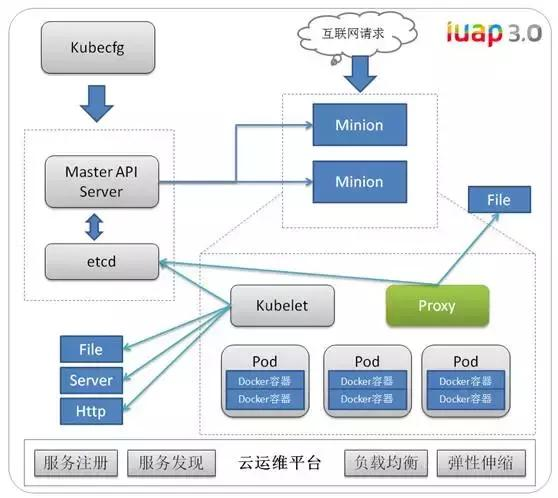 Kubecfg
互联网请求
iuap 3.0
Minion
Master API
Server
Minion
File
etcd
Kubelet
Proxy
File
Server
Http
Pod
Docker容器
Docker容器
Pod
Docker容器
Docker容器
Pod
Docker容器
Docker容器
服务注册
服务发现
云运维平台
负载均衡
弹性伸缩